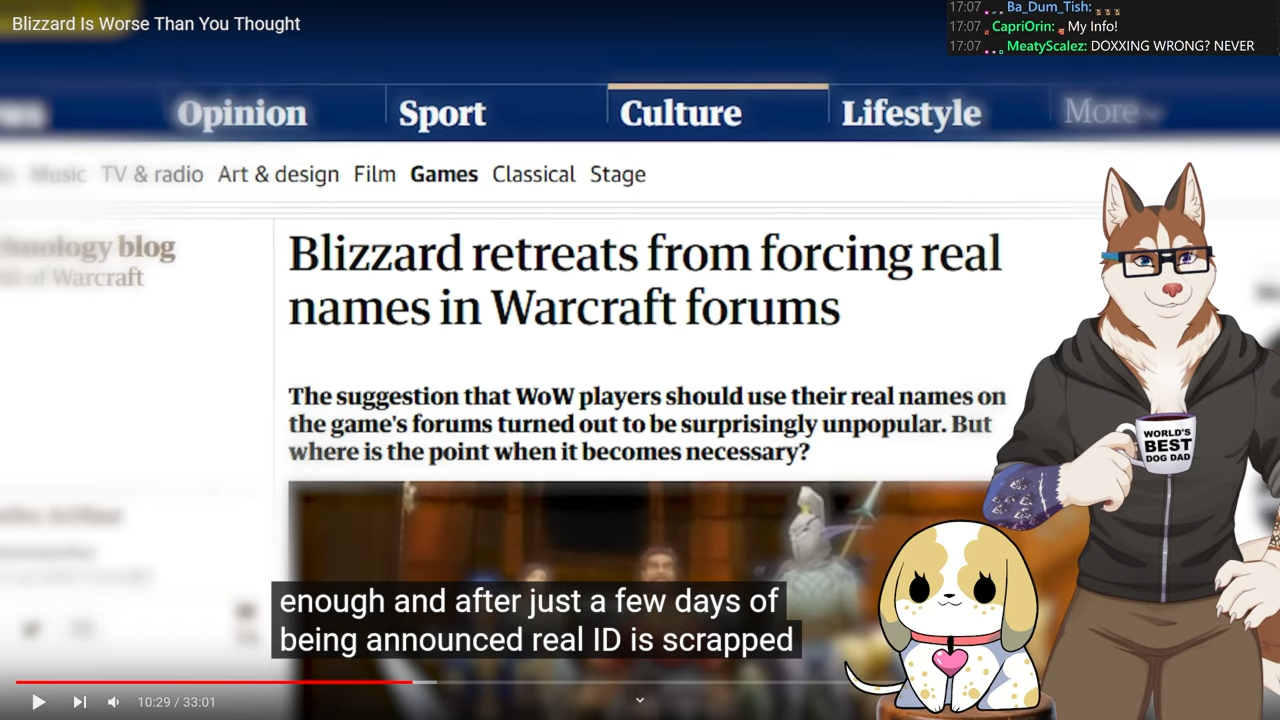 Blizzard Is Worse Than You Thought
17:07 Ba_Dum_Tish:
17:07 CapriOrin: My Info!
17:07 MeatyScalez: DOXXING WRONG? NEVER
Opinion Sport Culture Lifestyle More
Music TV & radio Art & design Film Games Classical Stage
blog
of Warcraft
Blizzard retreats from forcing real
names in Warcraft forums
The suggestion that WoW players should use their real names on
the game's forums turned out to be surprisingly unpopular. But
where is the point when it becomes necessary?
WORLD'S
BEST
DOG DAD
enough and after just a few days of
being announced real ID is scrapped
10:29 / 33:01